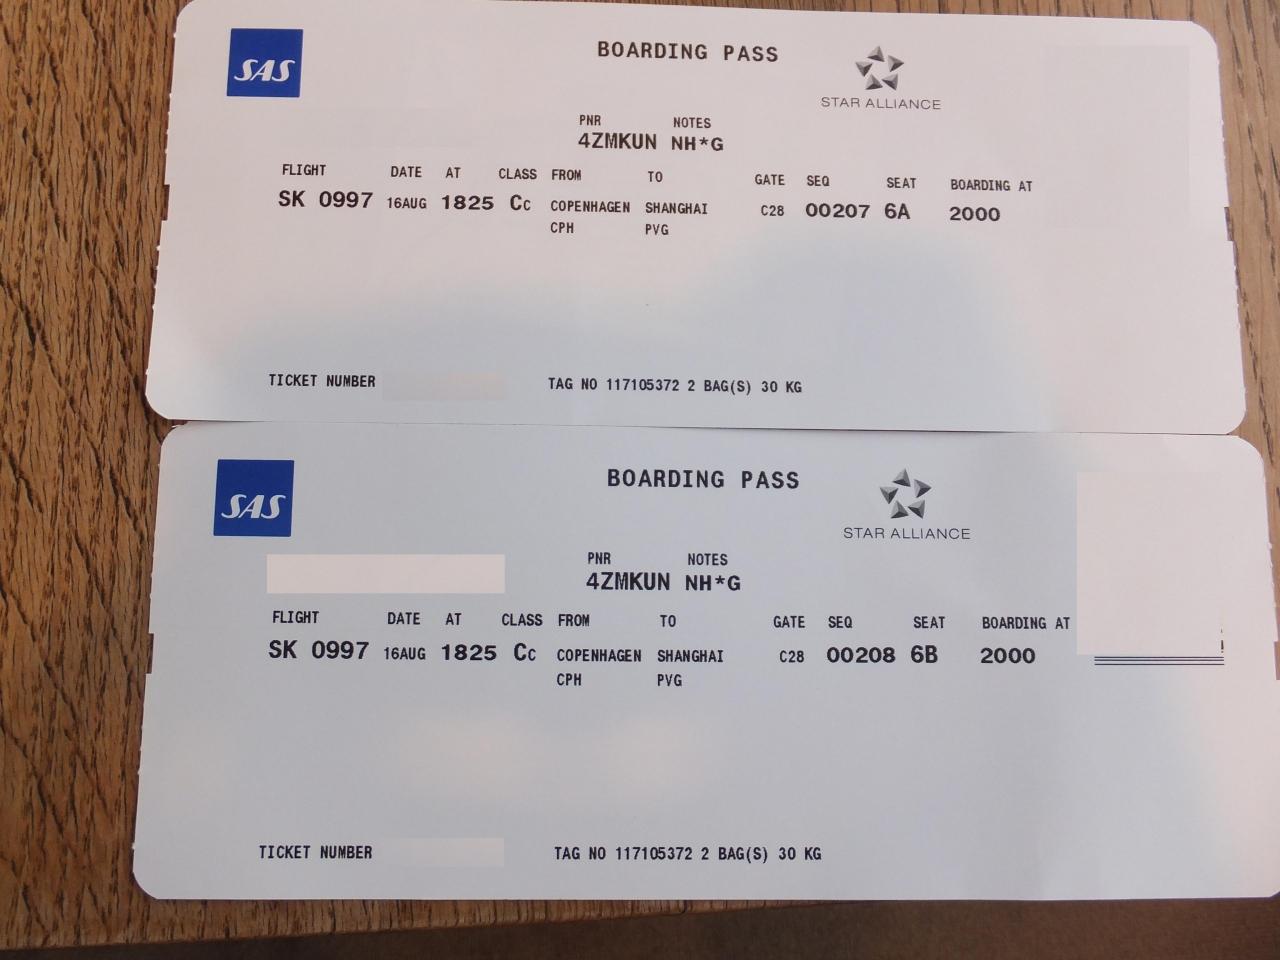 SAS
BOARDING PASS
STAR ALLIANCE
PNR NOTES
4ZMKUN NH*G
FLIGHT DATE AT CLASS FROM TO GATE SEQ SEAT BOARDING AT
SK 0997 16AUG 1825 Cc COPENHAGEN SHANGHAI C28 00207 6A 2000
CPH PVG
TICKET NUMBER TAG NO 117105372 2 BAG(S) 30 KG
SAS
BOARDING PASS
STAR ALLIANCE
PNR NOTES
4ZMKUN NH*G
FLIGHT DATE AT CLASS FROM TO GATE SEQ SEAT BOARDING AT
SK 0997 16AUG 1825 Cc COPENHAGEN SHANGHAI C28 00208 6B 2000
CPH PVG
TICKET NUMBER TAG NO 117105372 2 BAG(S) 30 KG